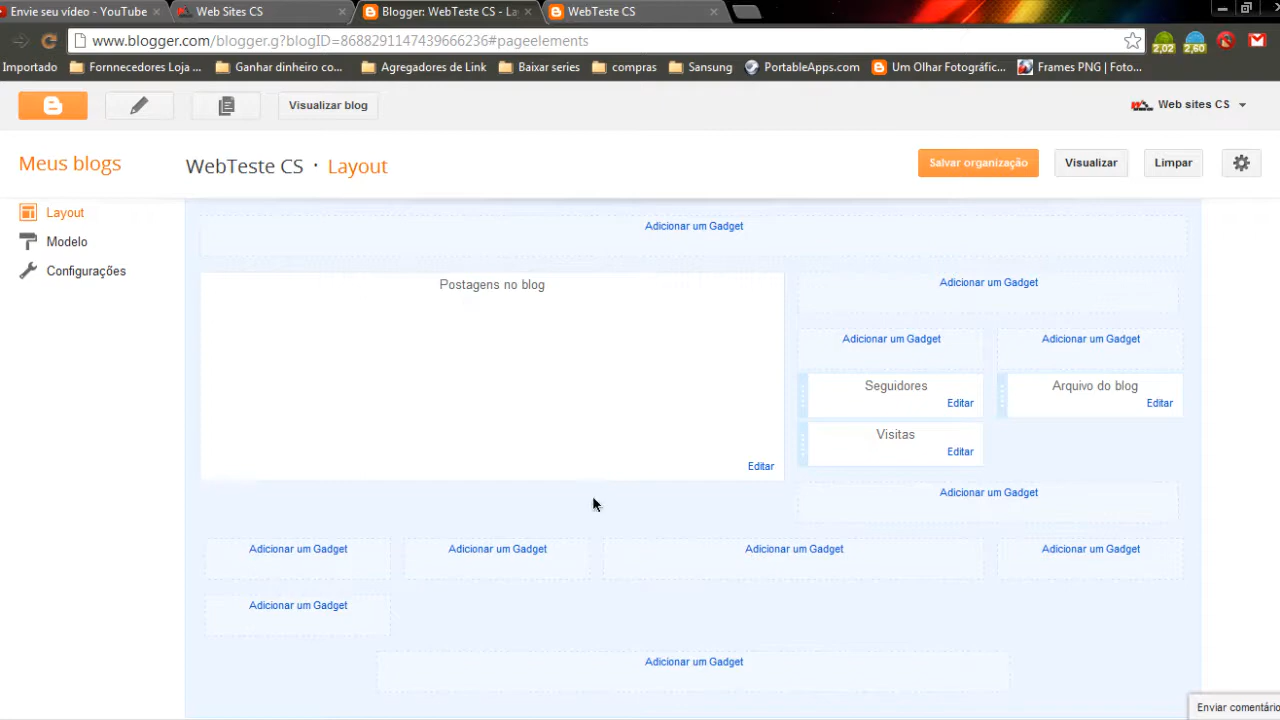 Envie seu vídeo - YouTube
Web Sites CS
Blogger: WebTeste CS - La
WebTeste CS
www.blogger.com/blogger.g?blogID=8688291147439666236#pageelements
2,02
2,60
Importado
Fornnecedores Loja ...
Ganhar dinheiro co...
Agregadores de Link
Baixar series
compras
Sansung
PortableApps.com
Um Olhar Fotográfic...
Frames PNG | Foto...
Visualizar blog
Web sites CS
Meus blogs
WebTeste CS · Layout
Salvar organização
Visualizar
Limpar
Layout
Modelo
Configurações
Adicionar um Gadget
Postagens no blog
Editar
Adicionar um Gadget
Adicionar um Gadget
Adicionar um Gadget
Seguidores
Editar
Arquivo do blog
Editar
Visitas
Editar
Adicionar um Gadget
Adicionar um Gadget
Adicionar um Gadget
Adicionar um Gadget
Adicionar um Gadget
Adicionar um Gadget
Adicionar um Gadget
Enviar comentário